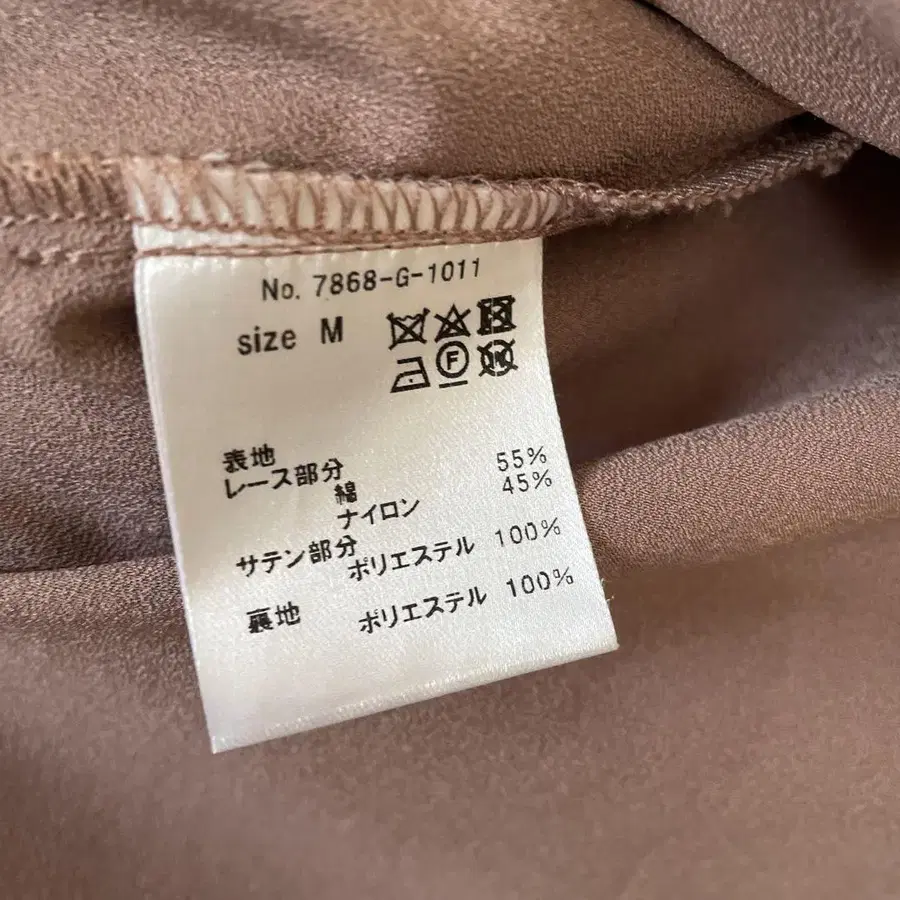 No. 7868-G-1011
size M
F
W
表地
レース部分
綿 55%
ナイロン 45%
サテン部分
ポリエステル 100%
裏地 ポリエステル 100%